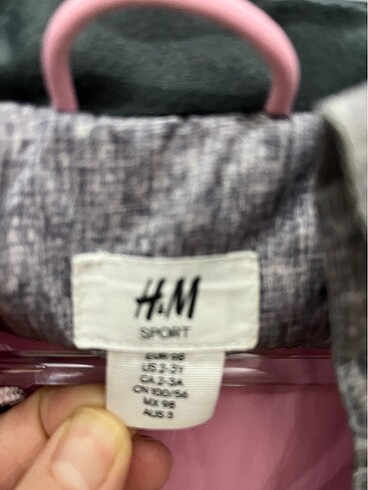 H&M
SPORT
EUR 98
US 2-3Y
CA 2-3A
CN 100/56
MX 98
AUS 3